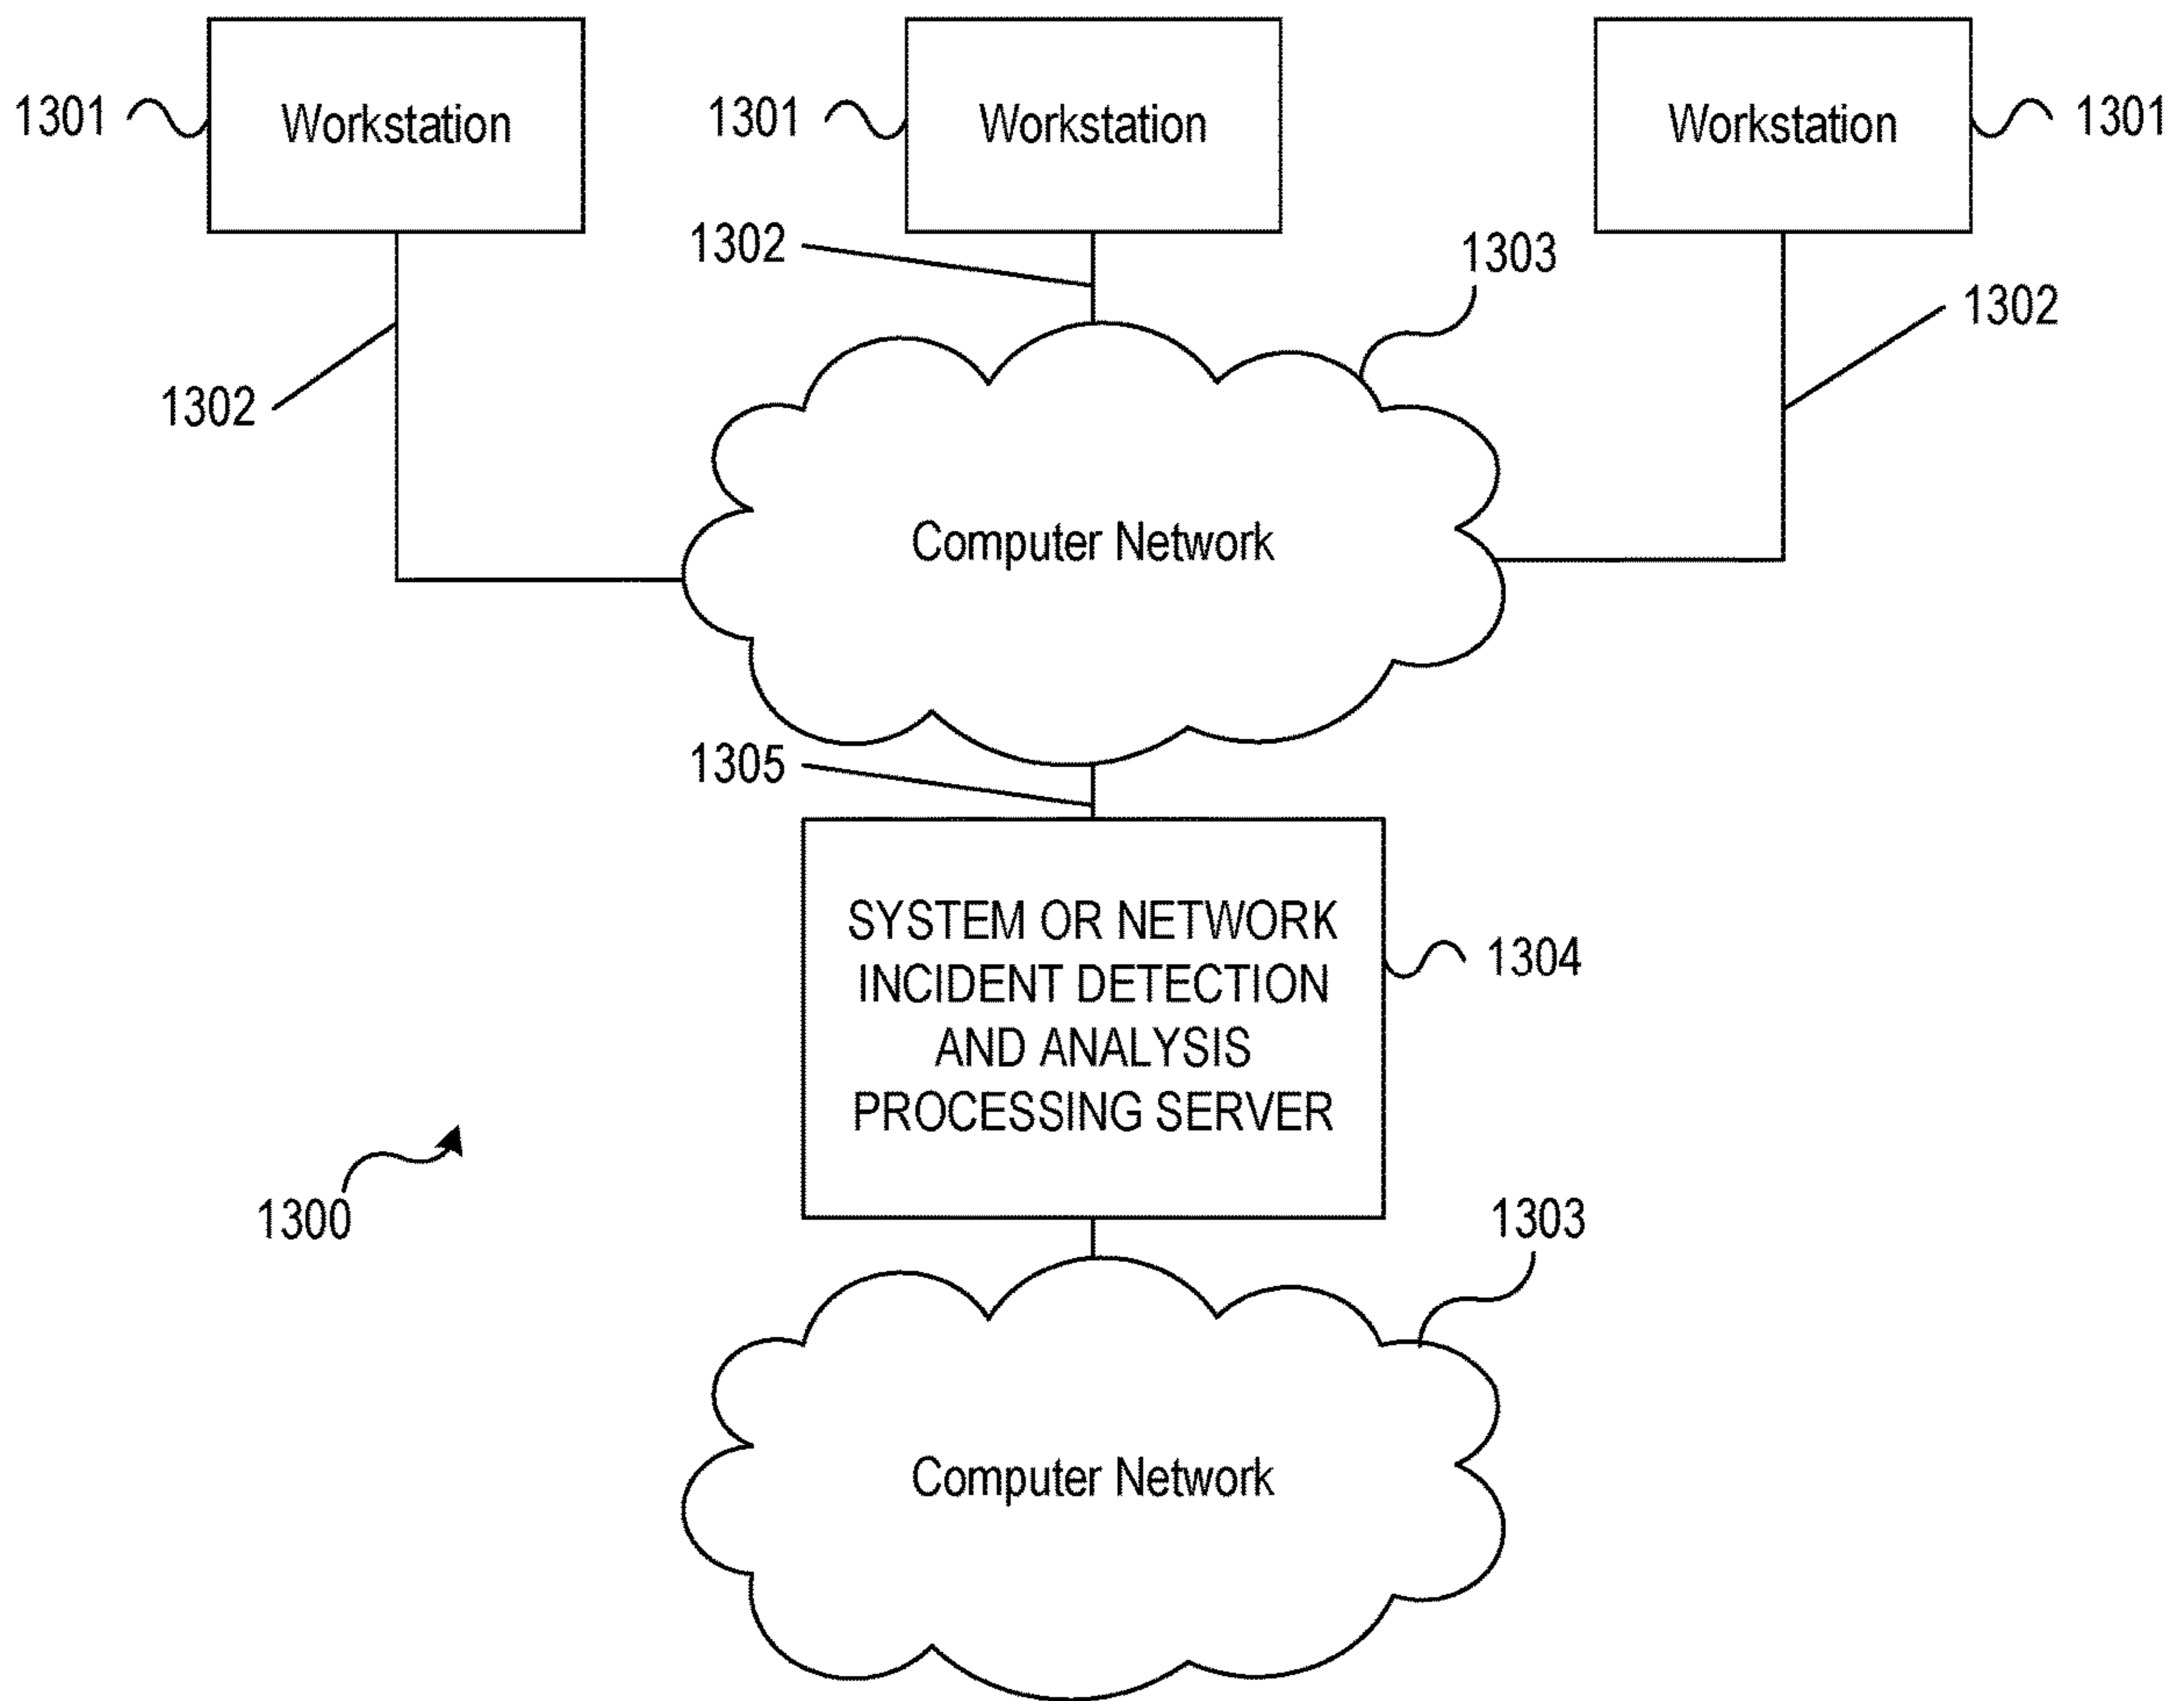 1301
Workstation
1301
Workstation
Workstation
1301
1302
1303
1302
1302
Computer Network
1305
SYSTEM OR NETWORK
INCIDENT DETECTION
AND ANALYSIS
PROCESSING SERVER
1304
1300
1303
Computer Network